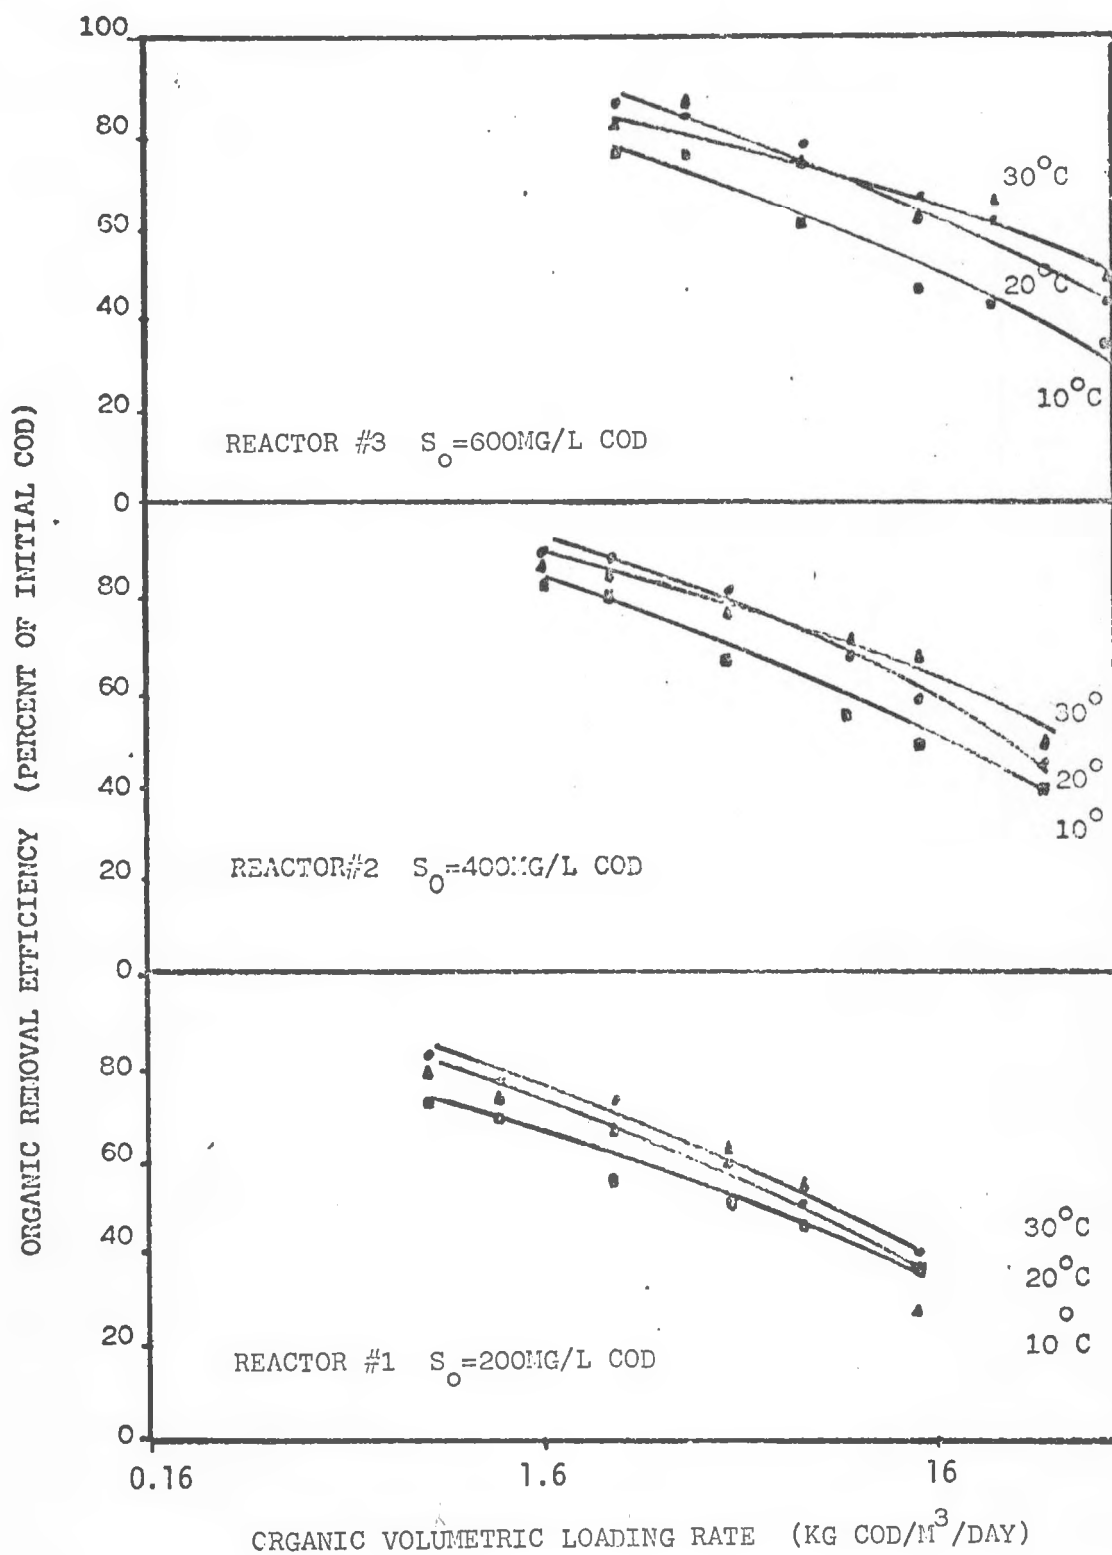 100
80
60
40
20
0
30°C
20°C
10°C
REACTOR #3 So=600MG/L COD
80
60
40
20
0
30°
20°
10°
REACTOR#2 So=400MG/L COD
80
60
40
20
0
30°C
20°C
10°C
REACTOR #1 So=200MG/L COD
0.16 1.6 16
ORGANIC VOLUMETRIC LOADING RATE (KG COD/M³/DAY)
ORGANIC REMOVAL EFFICIENCY (PERCENT OF INITIAL COD)